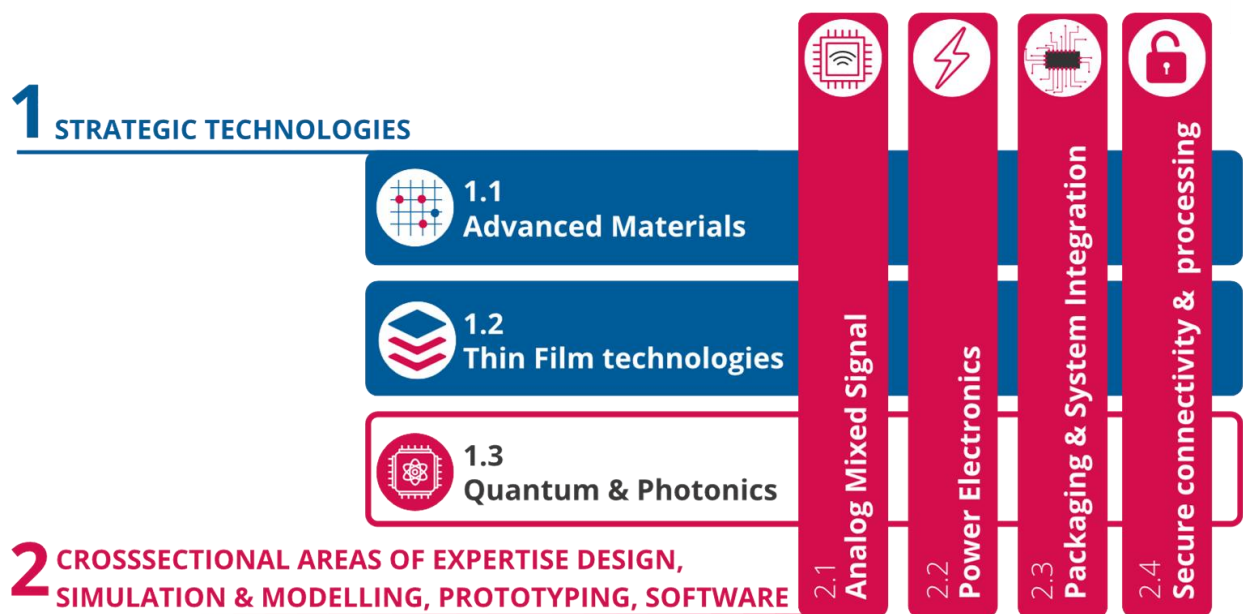 1 STRATEGIC TECHNOLOGIES
1.1
Advanced Materials
1.2
Thin Film technologies
1.3
Quantum & Photonics
2 CROSSSECTIONAL AREAS OF EXPERTISE DESIGN,
SIMULATION & MODELLING, PROTOTYPING, SOFTWARE
2.1
Analog Mixed Signal
2.2
Power Electronics
2.3
Packaging & System Integration
2.4
Secure connectivity & processing